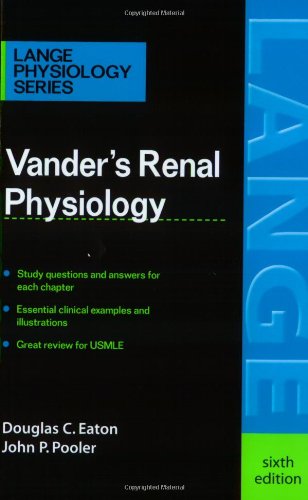 LANGE
PHYSIOLOGY
SERIES
Vander's Renal
Physiology
Study questions and answers for
each chapter
Essential clinical examples and
illustrations
Great review for USMLE
Douglas C. Eaton
John P. Pooler
LANGE
sixth
edition